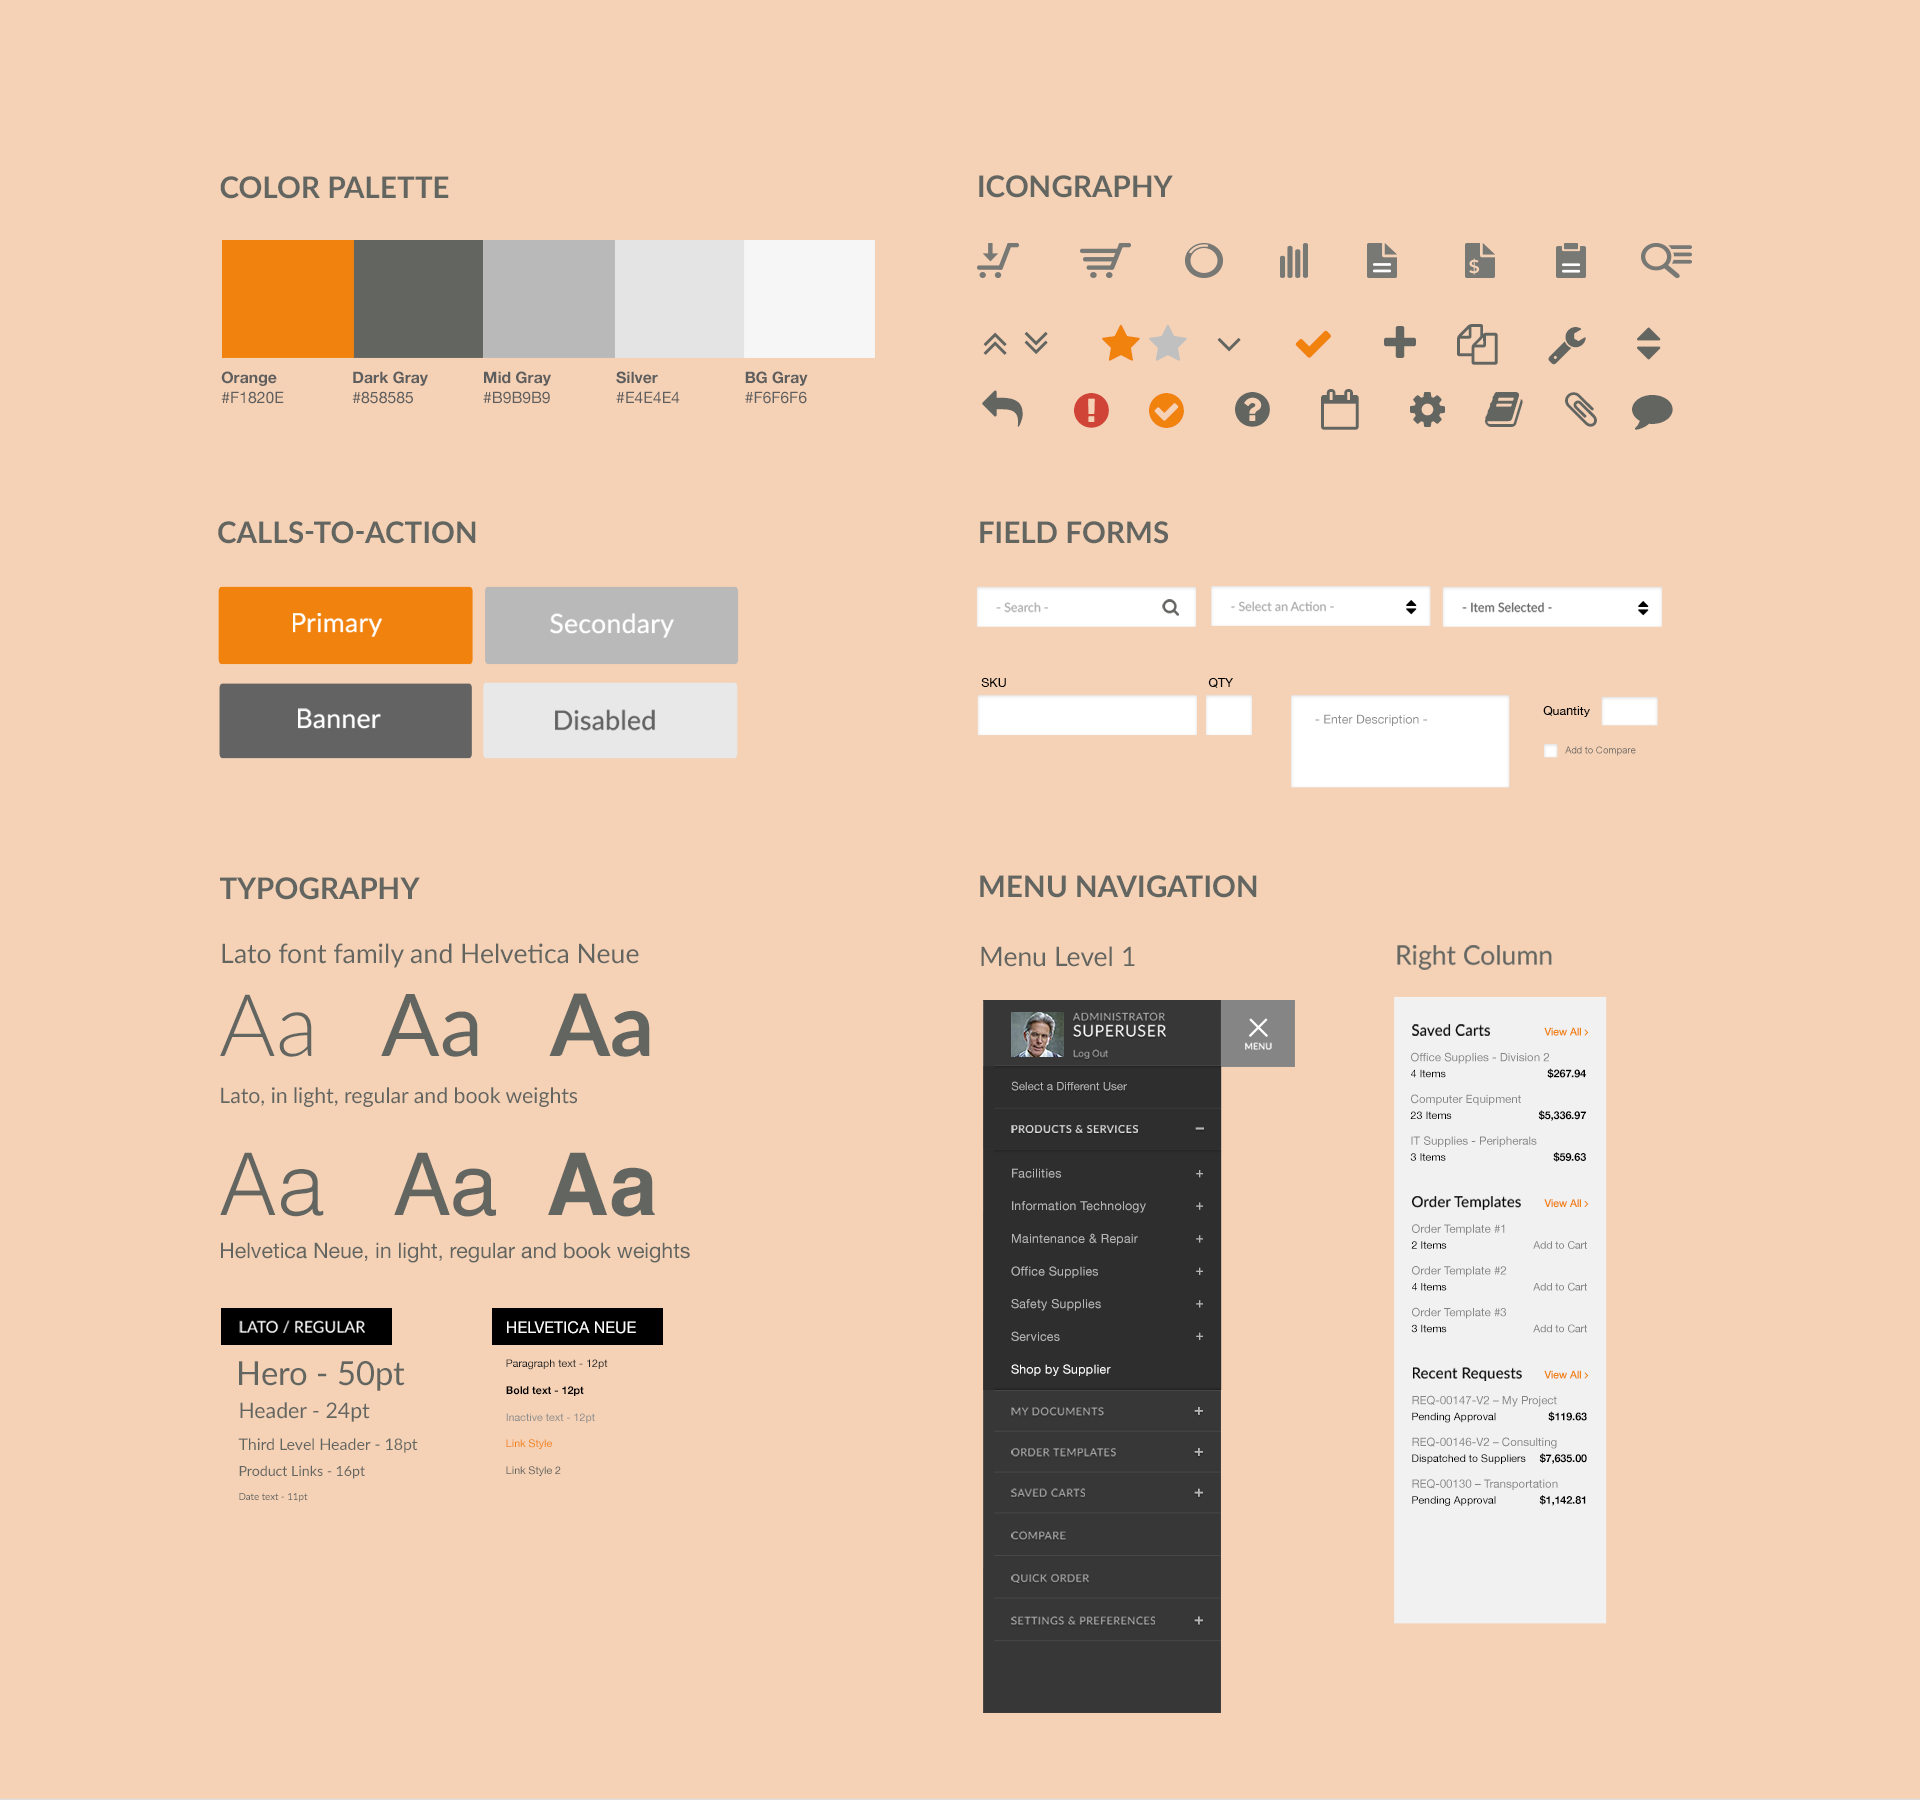 COLOR PALETTE
Orange
#F1820E
Dark Gray
#858585
Mid Gray
#B9B9B9
Silver
#E4E4E4
BG Gray
#F6F6F6
ICONGRAPHY
$
CALLS-TO-ACTION
Primary
Secondary
Banner
Disabled
FIELD FORMS
- Search -
- Select an Action -
- Item Selected -
SKU
QTY
- Enter Description -
Quantity
Add to Compare
TYPOGRAPHY
Lato font family and Helvetica Neue
Aa Aa Aa
Lato, in light, regular and book weights
Aa Aa Aa
Helvetica Neue, in light, regular and book weights
LATO / REGULAR
Hero - 50pt
Header - 24pt
Third Level Header - 18pt
Product Links - 16pt
Date text - 11pt
HELVETICA NEUE
Paragraph text - 12pt
Bold text - 12pt
Inactive text - 12pt
Link Style
Link Style 2
MENU NAVIGATION
Menu Level 1
ADMINISTRATOR
SUPERUSER
Log Out
MENU
Select a Different User
PRODUCTS & SERVICES
Facilities
Information Technology
Maintenance & Repair
Office Supplies
Safety Supplies
Services
Shop by Supplier
MY DOCUMENTS
ORDER TEMPLATES
SAVED CARTS
COMPARE
QUICK ORDER
SETTINGS & PREFERENCES
Right Column
Saved Carts View All ›
Office Supplies - Division 2
4 Items $267.94
Computer Equipment
23 Items $5,336.97
IT Supplies - Peripherals
3 Items $59.63
Order Templates View All ›
Order Template #1
2 Items Add to Cart
Order Template #2
4 Items Add to Cart
Order Template #3
3 Items Add to Cart
Recent Requests View All ›
REQ-00147-V2 – My Project
Pending Approval $119.63
REQ-00146-V2 – Consulting
Dispatched to Suppliers $7,635.00
REQ-00130 – Transportation
Pending Approval $1,142.81